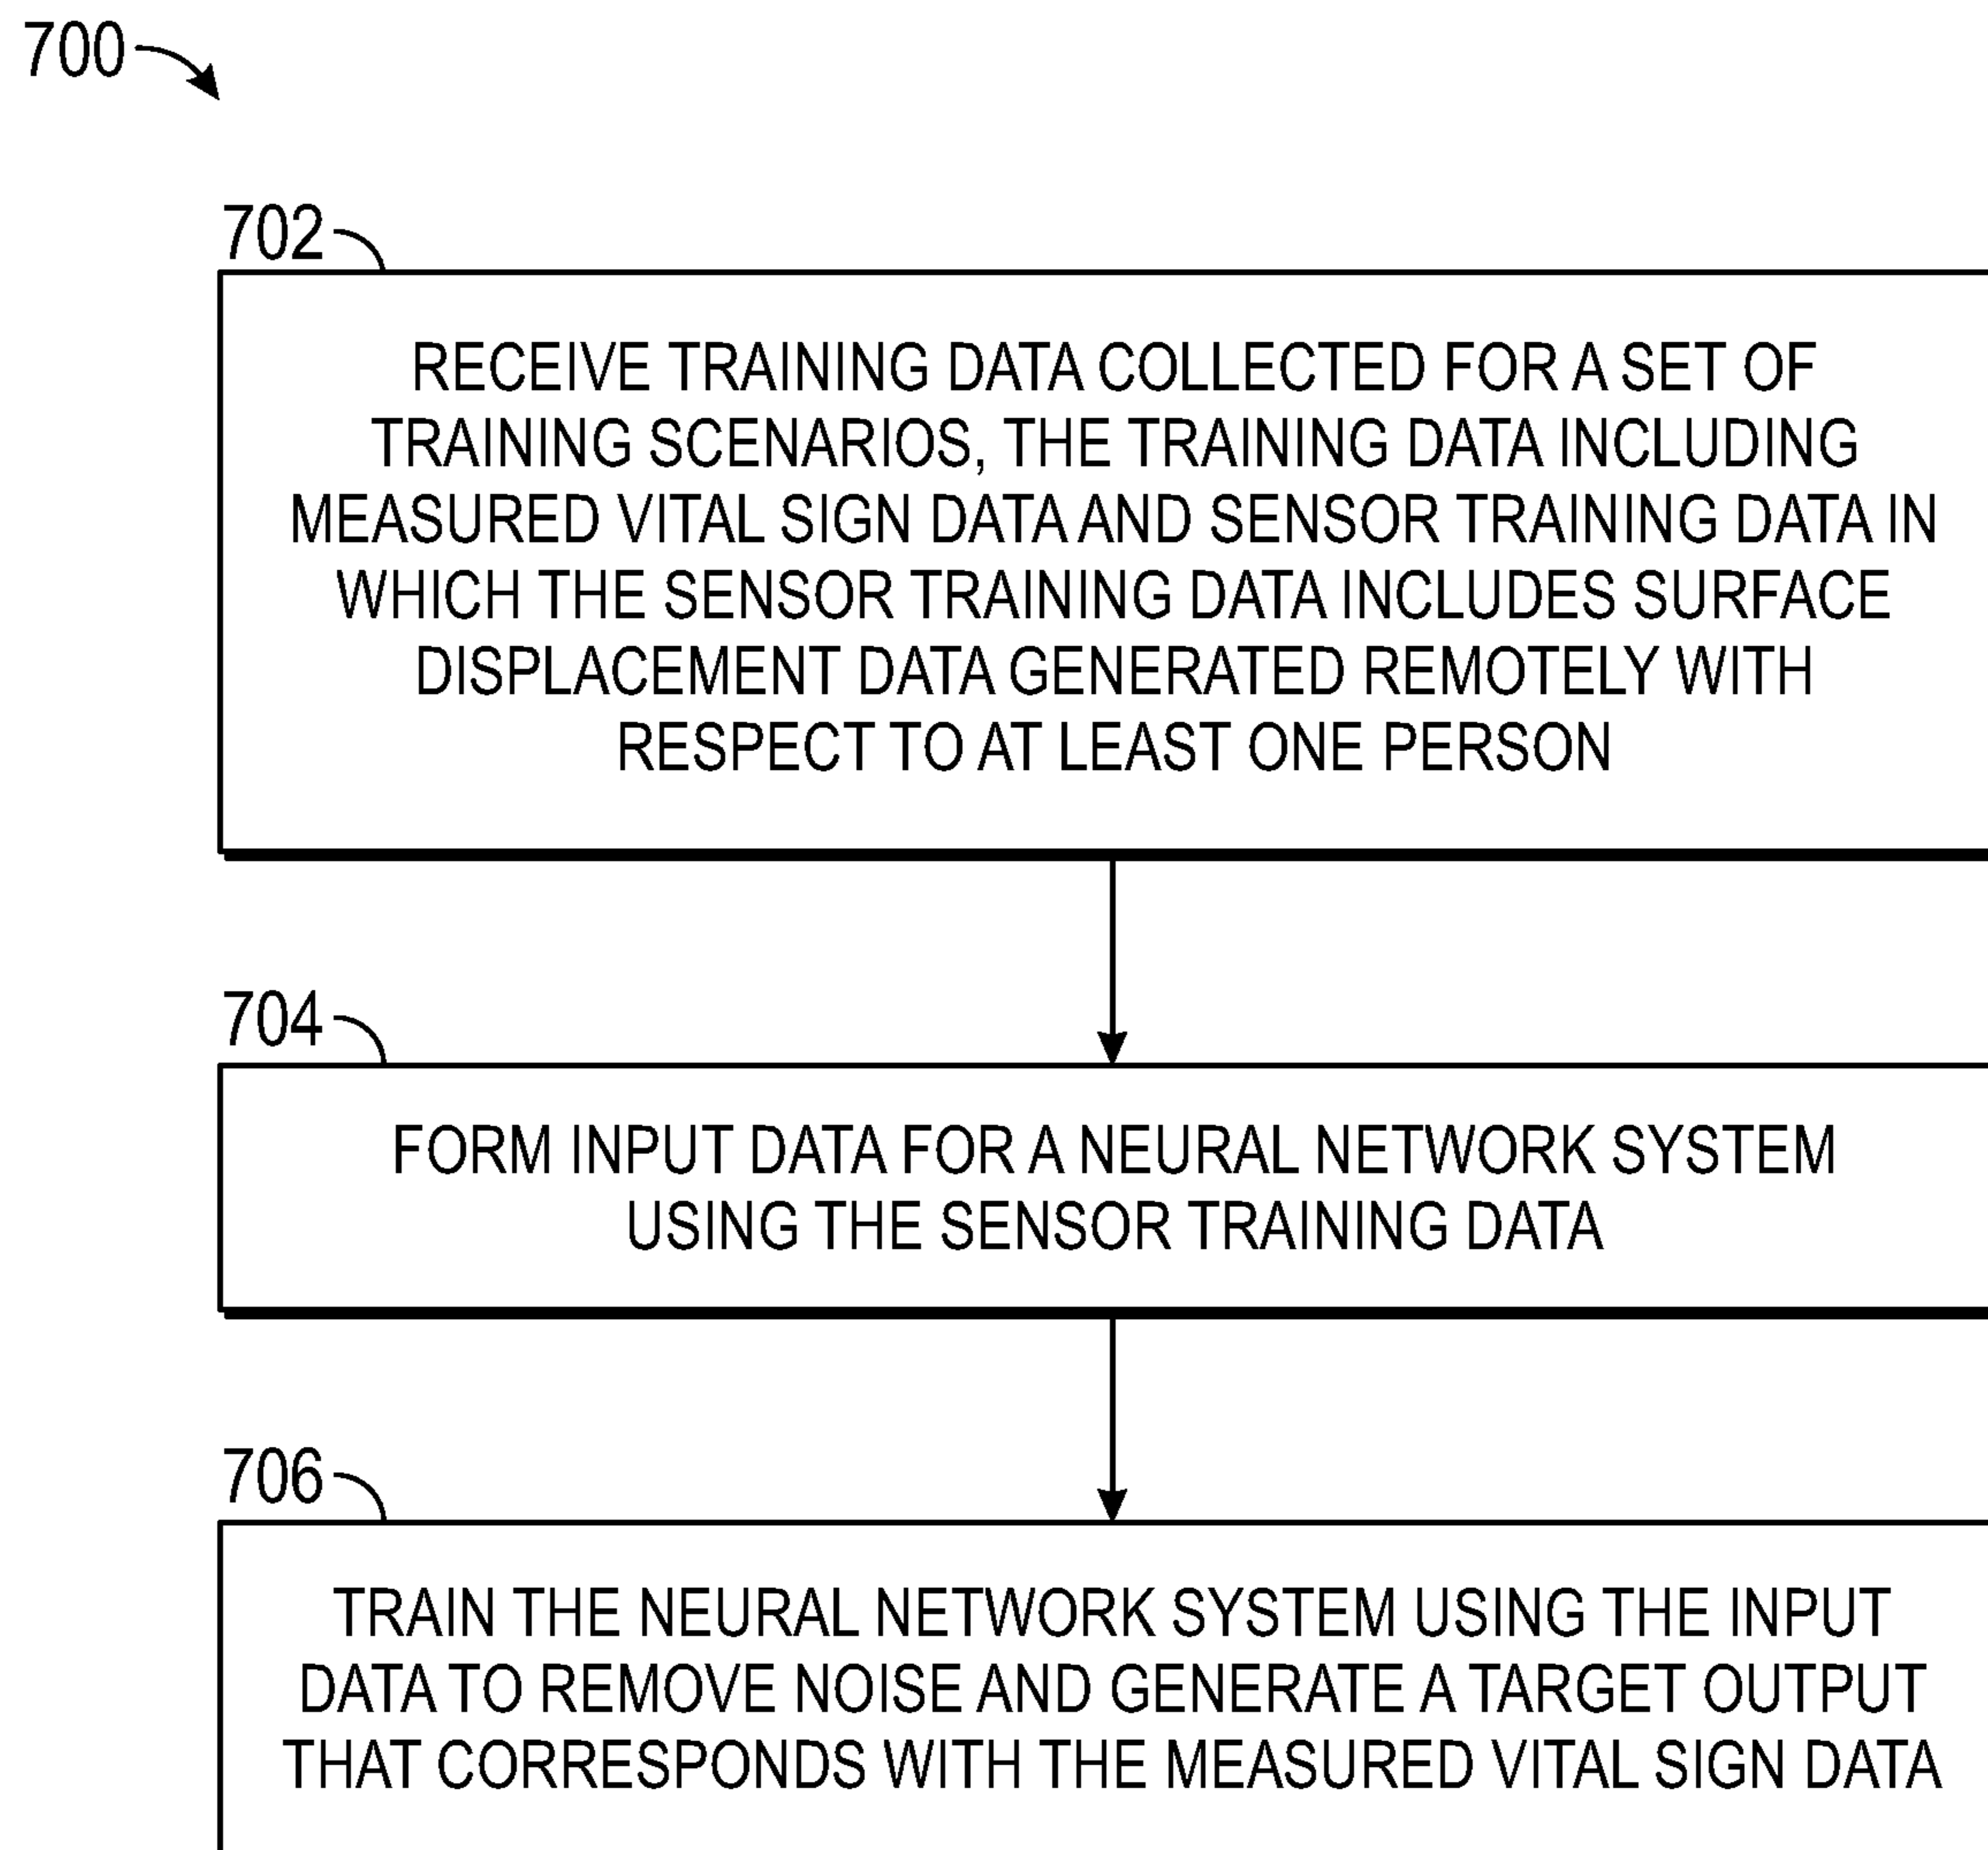 700
702
RECEIVE TRAINING DATA COLLECTED FOR A SET OF
TRAINING SCENARIOS, THE TRAINING DATA INCLUDING
MEASURED VITAL SIGN DATA AND SENSOR TRAINING DATA IN
WHICH THE SENSOR TRAINING DATA INCLUDES SURFACE
DISPLACEMENT DATA GENERATED REMOTELY WITH
RESPECT TO AT LEAST ONE PERSON
704
FORM INPUT DATA FOR A NEURAL NETWORK SYSTEM
USING THE SENSOR TRAINING DATA
706
TRAIN THE NEURAL NETWORK SYSTEM USING THE INPUT
DATA TO REMOVE NOISE AND GENERATE A TARGET OUTPUT
THAT CORRESPONDS WITH THE MEASURED VITAL SIGN DATA